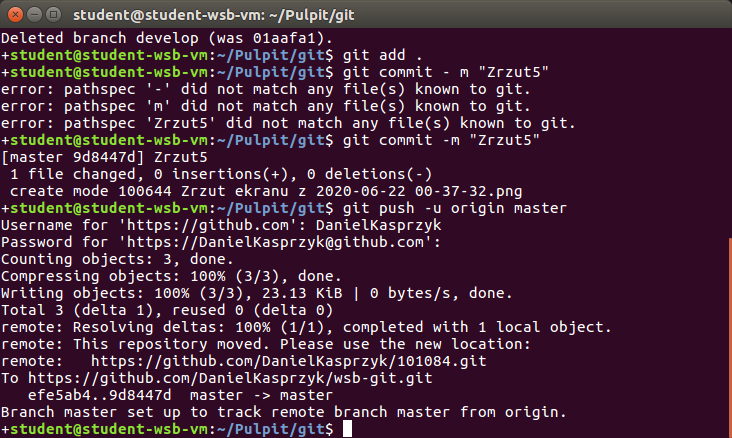 student@student-wsb-vm: ~/Pulpit/git
Deleted branch develop (was 01aafa1).
+student@student-wsb-vm:~/Pulpit/git$ git add .
+student@student-wsb-vm:~/Pulpit/git$ git commit - m "Zrzut5"
error: pathspec '-' did not match any file(s) known to git.
error: pathspec 'm' did not match any file(s) known to git.
error: pathspec 'Zrzut5' did not match any file(s) known to git.
+student@student-wsb-vm:~/Pulpit/git$ git commit -m "Zrzut5"
[master 9d8447d] Zrzut5
 1 file changed, 0 insertions(+), 0 deletions(-)
 create mode 100644 Zrzut ekranu z 2020-06-22 00-37-32.png
+student@student-wsb-vm:~/Pulpit/git$ git push -u origin master
Username for 'https://github.com': DanielKasprzyk
Password for 'https://DanielKasprzyk@github.com':
Counting objects: 3, done.
Compressing objects: 100% (3/3), done.
Writing objects: 100% (3/3), 23.13 KiB | 0 bytes/s, done.
Total 3 (delta 1), reused 0 (delta 0)
remote: Resolving deltas: 100% (1/1), completed with 1 local object.
remote: This repository moved. Please use the new location:
remote:   https://github.com/DanielKasprzyk/101084.git
To https://github.com/DanielKasprzyk/wsb-git.git
   efe5ab4..9d8447d  master -> master
Branch master set up to track remote branch master from origin.
+student@student-wsb-vm:~/Pulpit/git$